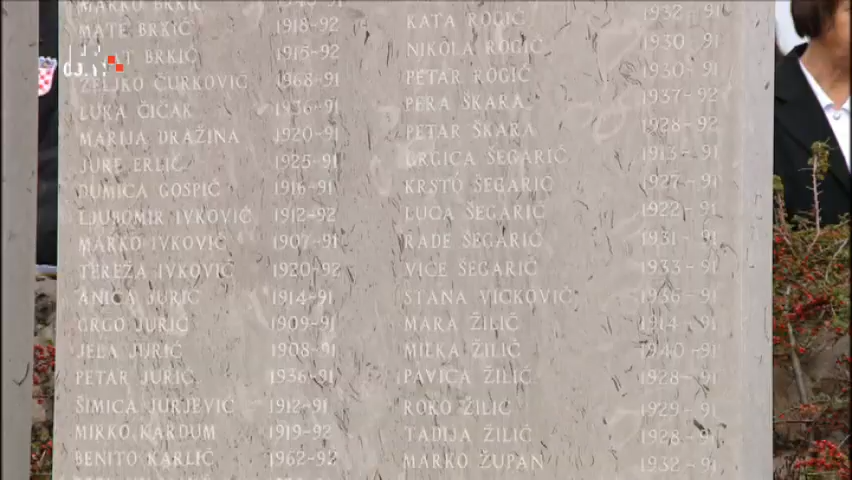 MARKO BRKIĆ
MATE BRKIĆ 1918-92
BRKIĆ 1915-92
ŽELJKO ČURKOVIĆ 1968-91
LUKA ČIČAK 1936-91
MARIJA DRAŽINA 1920-91
JURE ERLIĆ 1925-91
DUMICA GOSPIĆ 1916-91
LJUBOMIR IVKOVIĆ 1912-92
MARKO IVKOVIĆ 1907-91
TEREŽA IVKOVIĆ 1920-92
ANICA JURIĆ 1914-91
GRGO JURIĆ 1909-91
JELA JURIĆ 1908-91
PETAR JURIĆ 1936-91
ŠIMICA JURJEVIĆ 1912-91
MIRKO KARDUM 1919-92
BENITO KARLIĆ 1962-92
1932-91
KATA ROGIĆ
NIKOLA ROGIĆ 1930-91
PETAR ROGIĆ 1930-91
PERA ŠKARA 1937-92
PETAR ŠKARA 1928-92
GRGICA ŠEGARIĆ 1913-91
KRSTO ŠEGARIĆ 1927-91
LUCA ŠEGARIĆ 1922-91
RADE ŠEGARIĆ 1931-91
VICE ŠEGARIĆ 1933-91
STANA VICKOVIĆ 1936-91
MARA ŽILIĆ 1914-91
MILKA ŽILIĆ 1940-91
PAVICA ŽILIĆ 1928-91
ROKO ŽILIĆ 1929-91
TADIJA ŽILIĆ 1928-91
MARKO ŽUPAN 1932-91